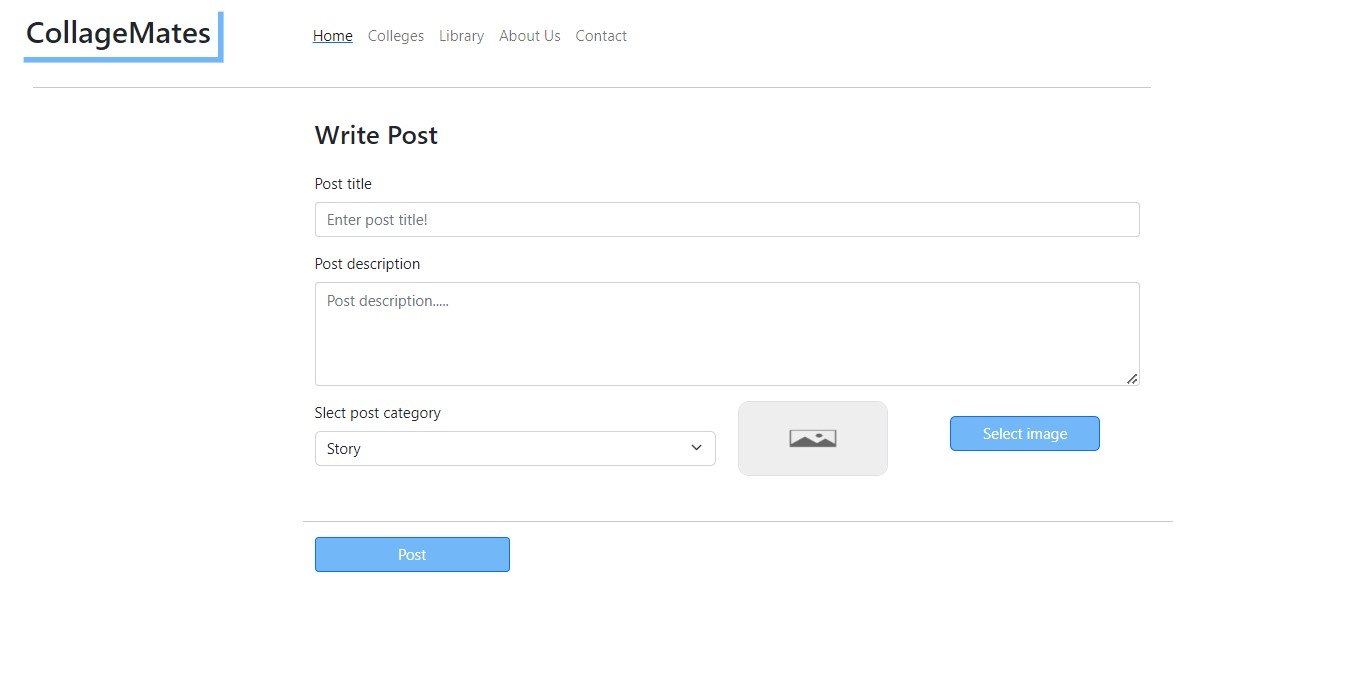 CollageMates
Home Colleges Library About Us Contact
Write Post
Post title
Enter post title!
Post description
Post description.....
Slect post category
Story
Select image
Post